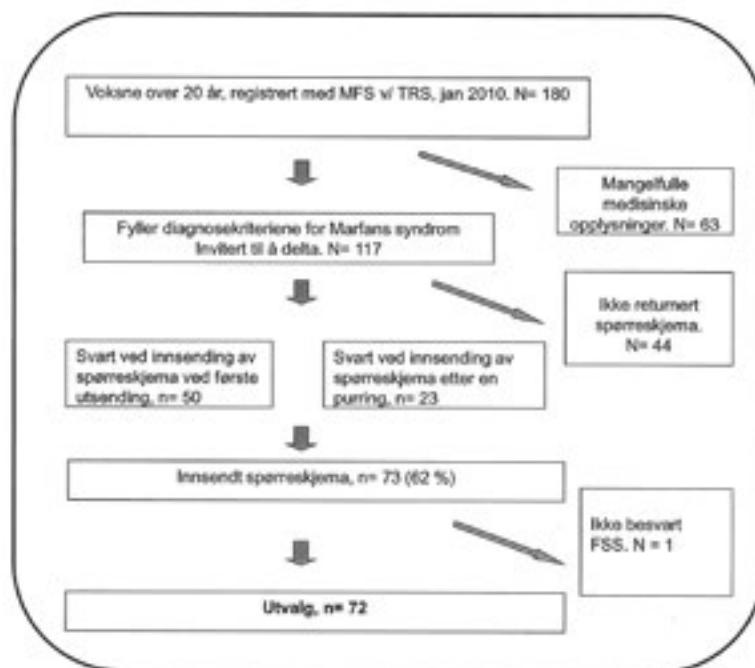 Voksne over 20 år, registrert med MFS v/ TRS, jan 2010. N= 180
Mangelfulle
medisinske
opplysninger. N= 63
Fyller diagnosekriteriene for Marfans syndrom
Invitert til å delta. N= 117
Ikke returnert
spørreskjema.
N= 44
Svart ved innsending av
spørreskjema ved første
utsending, n= 50
Svart ved innsending av
spørreskjema etter en
purring, n= 23
Innsendt spørreskjema, n= 73 (62 %)
Ikke besvart
FSS. N = 1
Utvalg, n= 72